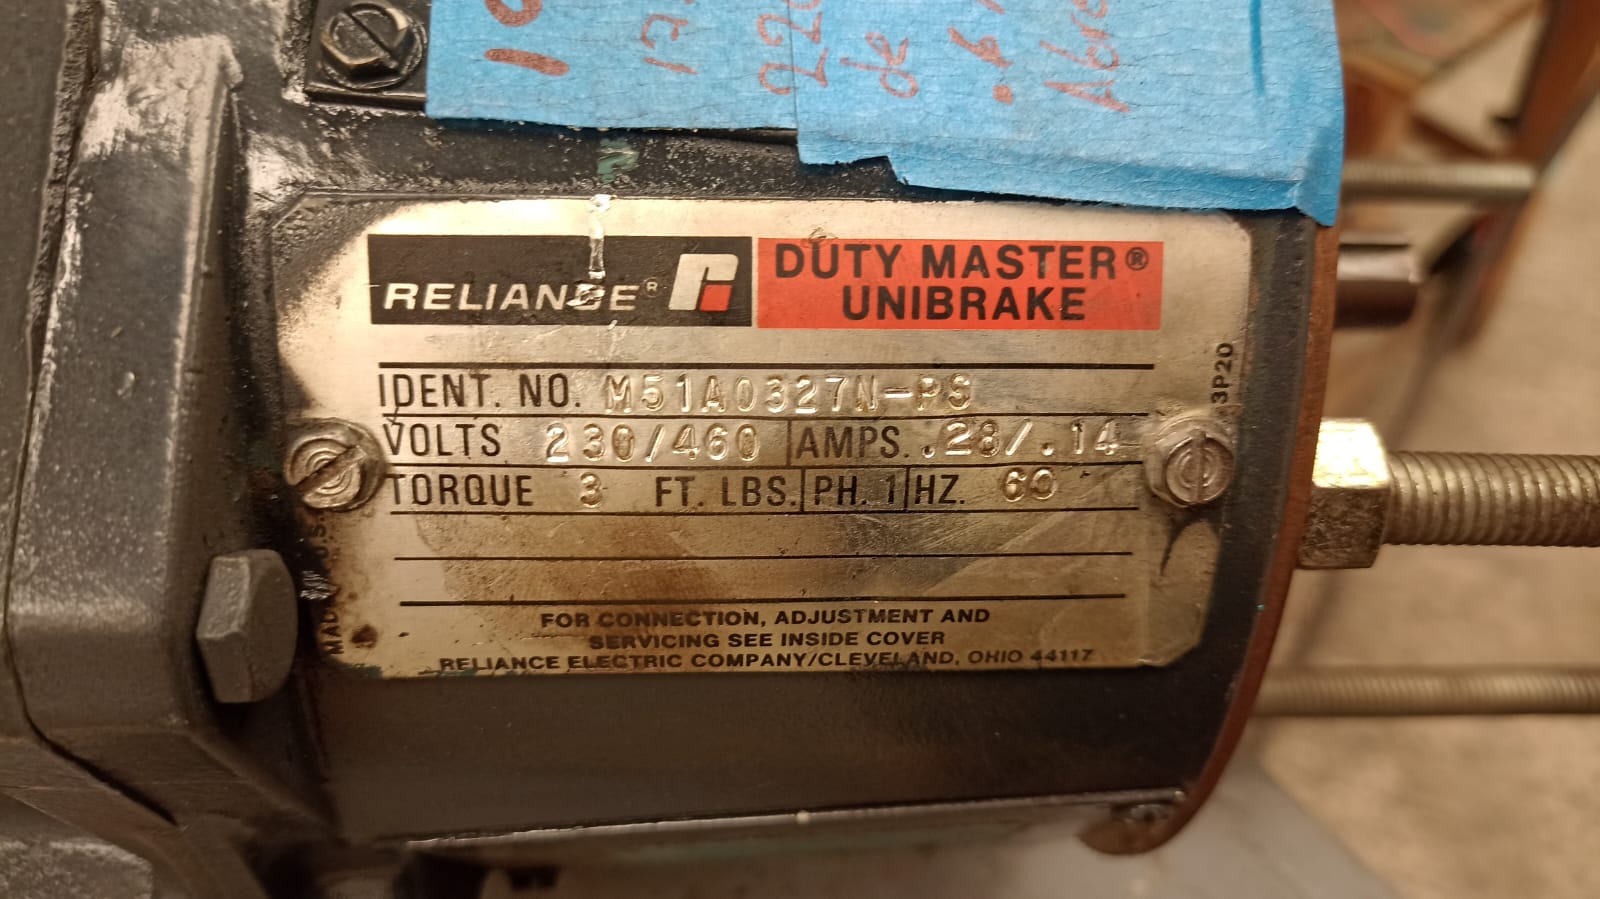 RELIANCE®
DUTY MASTER®
UNIBRAKE
IDENT. NO. M51A0327N-PS
VOLTS 230/460 AMPS. .28/.14
TORQUE 3 FT. LBS. PH. 1 HZ. 60
FOR CONNECTION, ADJUSTMENT AND
SERVICING SEE INSIDE COVER
RELIANCE ELECTRIC COMPANY/CLEVELAND, OHIO 44117
3P20
de